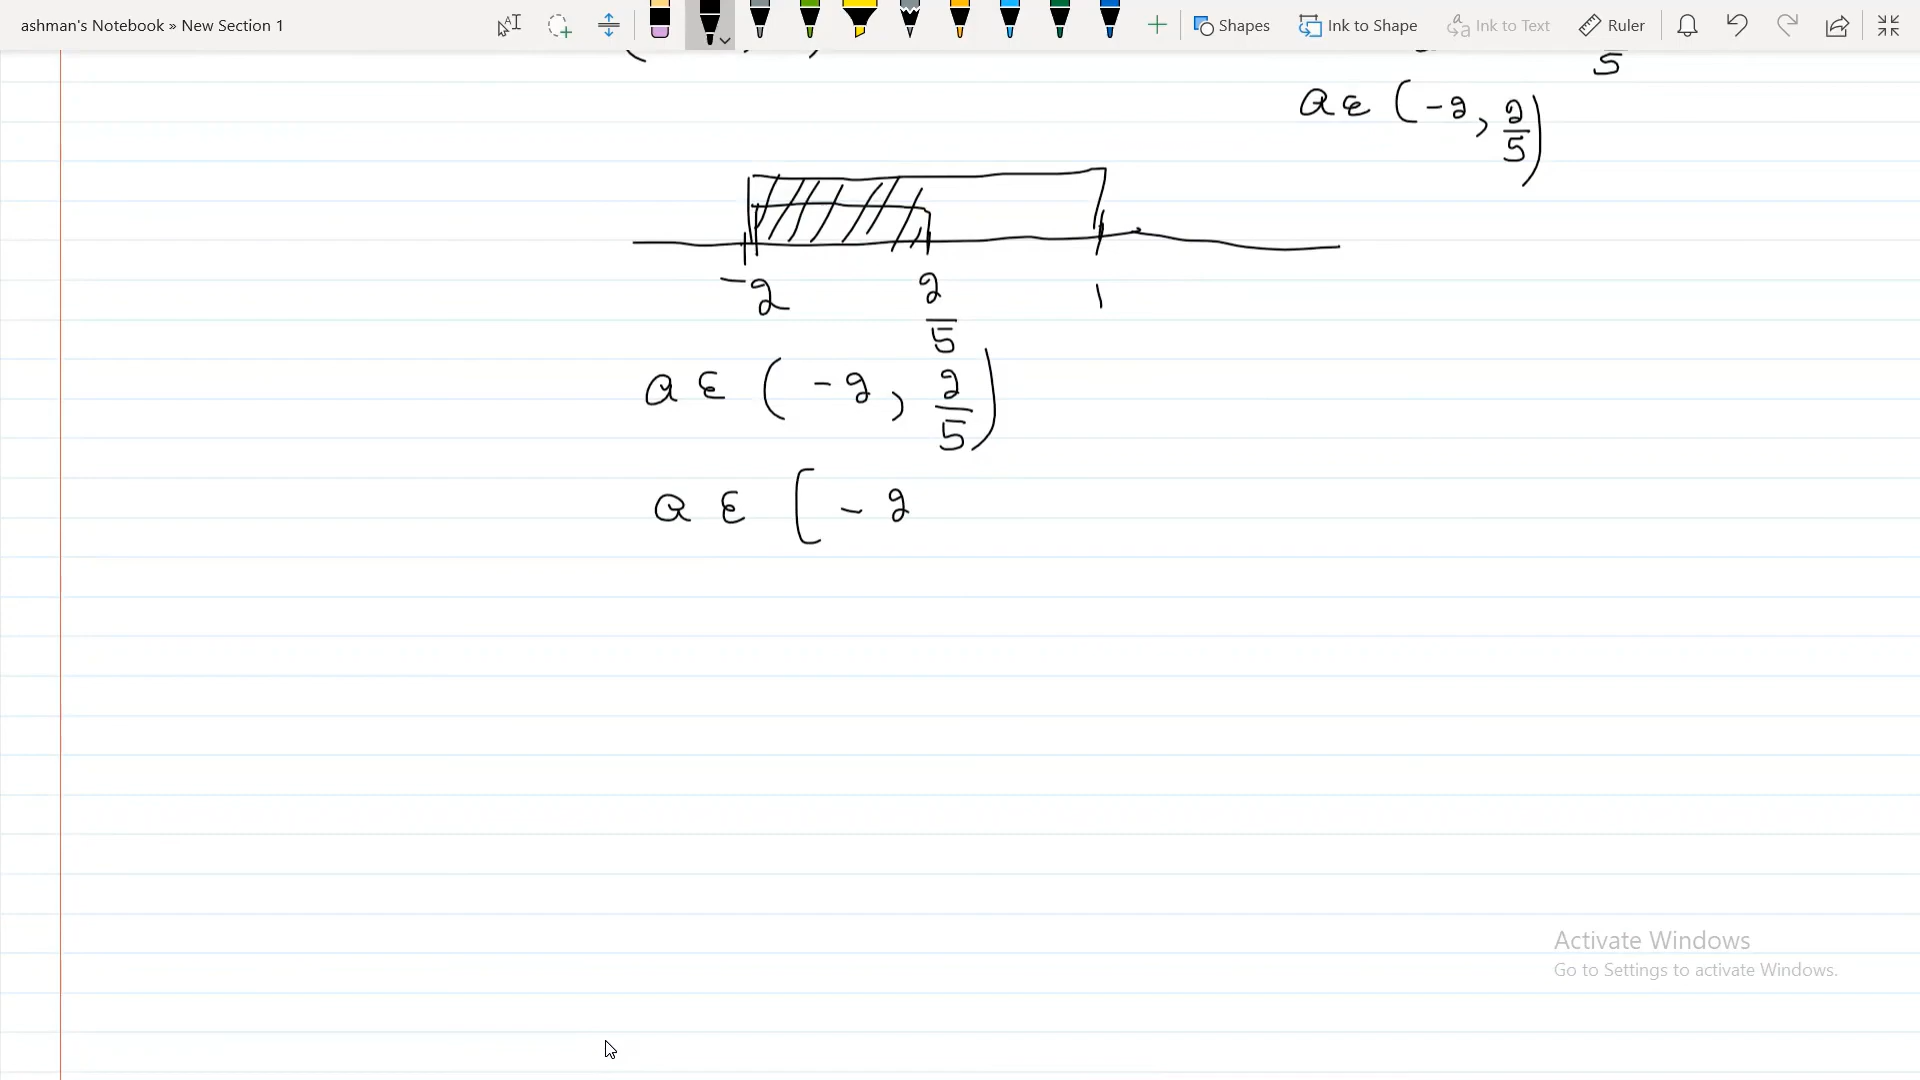 ashman's Notebook » New Section 1
Shapes
Ink to Shape
Ink to Text
Ruler
5
a ∈ (-2, 2/5)
-2 2/5 1
a ∈ (-2, 2/5)
a ∈ [-2
Activate Windows
Go to Settings to activate Windows.